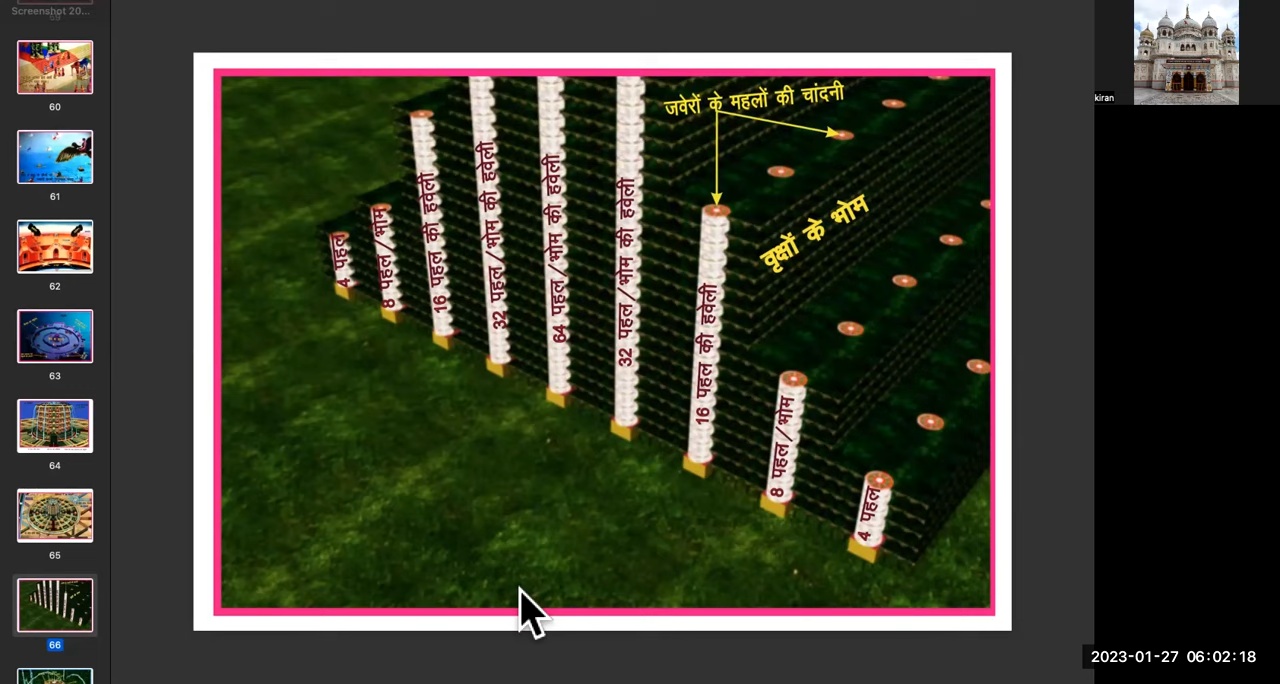 Screenshot 20...
59
60
61
62
63
64
65
66
जवेरों के महलों की चांदनी
वृक्षों के भोम
4 पहल
8 पहल/भोम
16 पहल की हवेली
32 पहल/भोम की हवेली
64 पहल/भोम की हवेली
32 पहल/भोम की हवेली
16 पहल की हवेली
8 पहल/भोम
4 पहल
kiran
2023-01-27 06:02:18